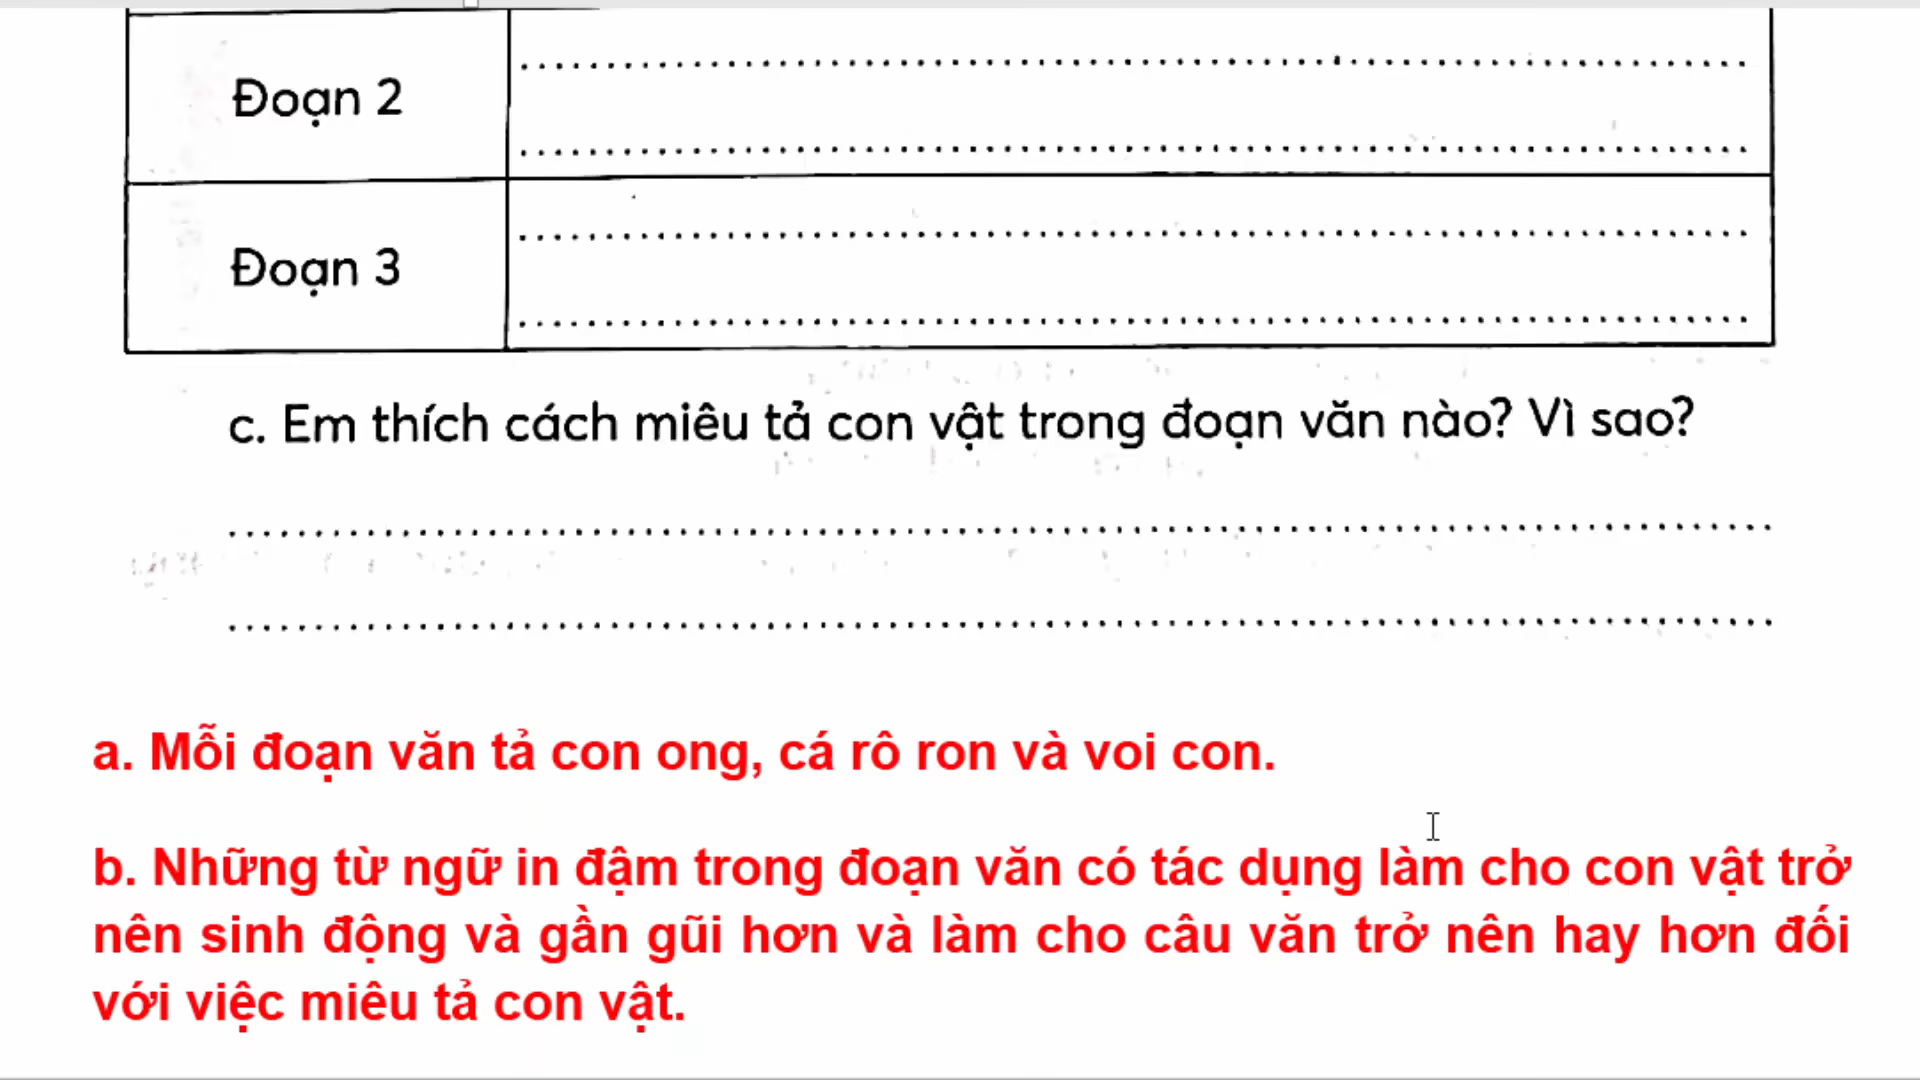 Đoạn 2
Đoạn 3
c. Em thích cách miêu tả con vật trong đoạn văn nào? Vì sao?
a. Mỗi đoạn văn tả con ong, cá rô ron và voi con.
b. Những từ ngữ in đậm trong đoạn văn có tác dụng làm cho con vật trở
nên sinh động và gần gũi hơn và làm cho câu văn trở nên hay hơn đối
với việc miêu tả con vật.